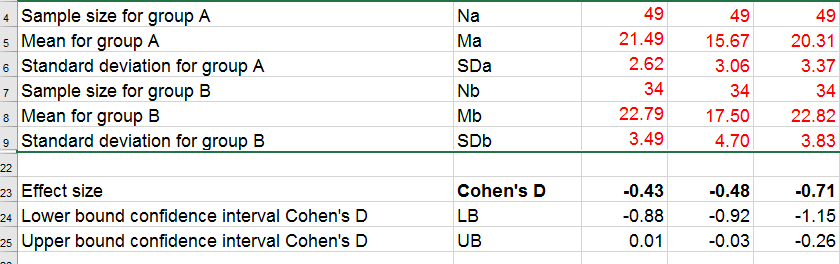 4 Sample size for group A Na 49 49 49
5 Mean for group A Ma 21.49 15.67 20.31
6 Standard deviation for group A SDa 2.62 3.06 3.37
7 Sample size for group B Nb 34 34 34
8 Mean for group B Mb 22.79 17.50 22.82
9 Standard deviation for group B SDb 3.49 4.70 3.83
22
23 Effect size Cohen's D -0.43 -0.48 -0.71
24 Lower bound confidence interval Cohen's D LB -0.88 -0.92 -1.15
25 Upper bound confidence interval Cohen's D UB 0.01 -0.03 -0.26